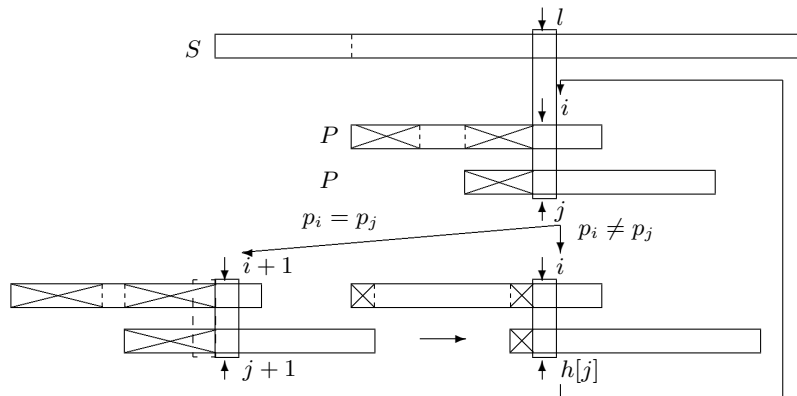 l
S
i
P
P
j
p_i = p_j
p_i ≠ p_j
i + 1
i
j + 1
h[j]